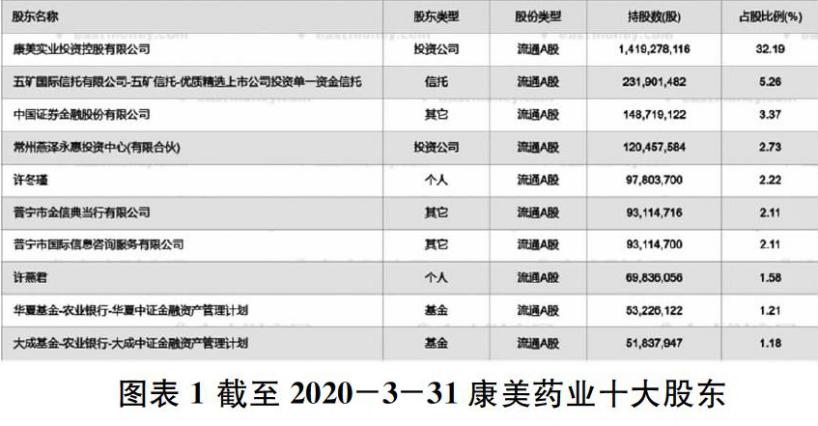 股东名称 股东类型 股份类型 持股数(股) 占股比例(%)
康美实业投资控股有限公司 投资公司 流通A股 1,419,278,116 32.19
五矿国际信托有限公司-五矿信托-优质精选上市公司投资单一资金信托 信托 流通A股 231,901,482 5.26
中国证券金融股份有限公司 其它 流通A股 148,719,122 3.37
常州燕泽永惠投资中心(有限合伙) 投资公司 流通A股 120,457,584 2.73
许冬瑾 个人 流通A股 97,803,700 2.22
普宁市金信典当行有限公司 其它 流通A股 93,114,716 2.11
普宁市国际信息咨询服务有限公司 其它 流通A股 93,114,700 2.11
许燕君 个人 流通A股 69,836,056 1.58
华夏基金-农业银行-华夏中证金融资产管理计划 基金 流通A股 53,226,122 1.21
大成基金-农业银行-大成中证金融资产管理计划 基金 流通A股 51,837,947 1.18
图表 1 截至 2020-3-31 康美药业十大股东